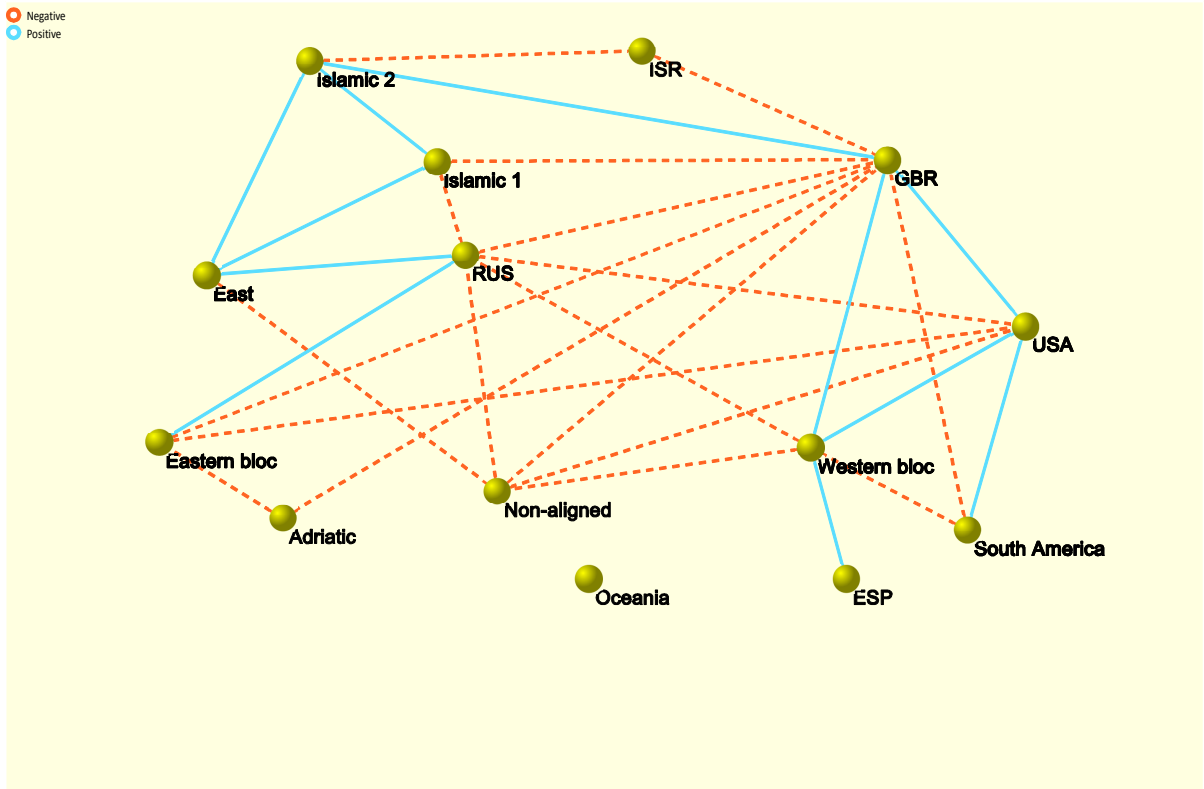 Negative
Positive
Islamic 2
ISR
Islamic 1
GBR
RUS
East
USA
Eastern bloc
Western bloc
Non-aligned
Adriatic
South America
Oceania
ESP